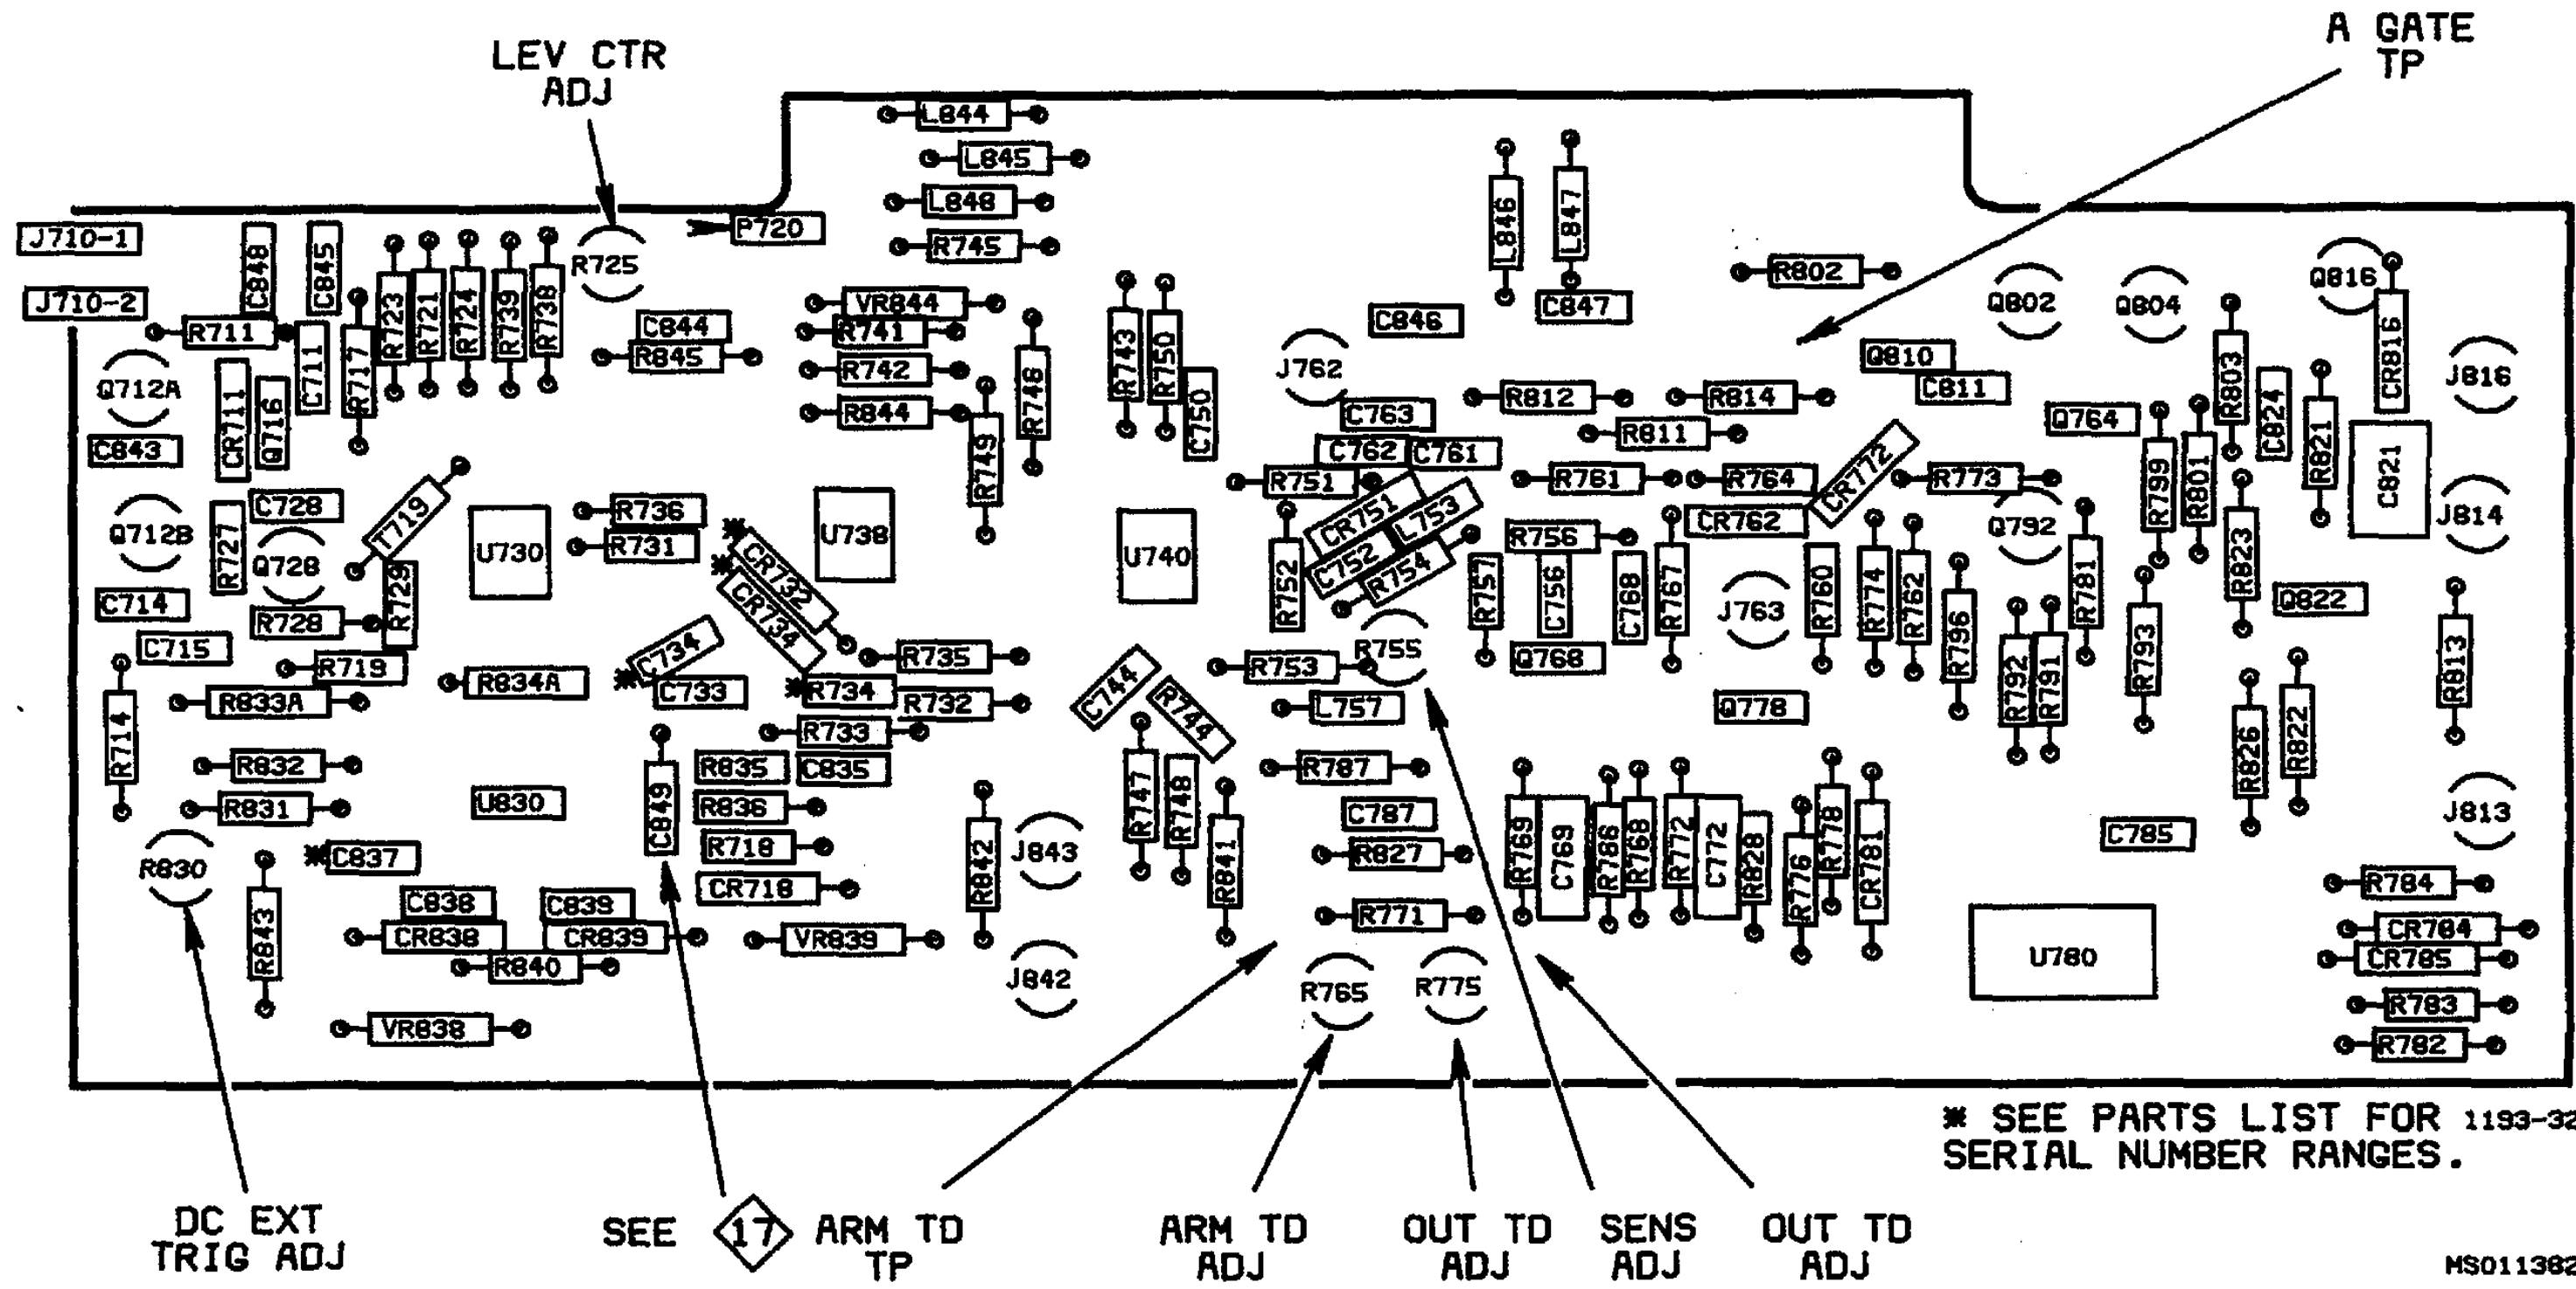 LEV CTR
ADJ
A GATE
TP
L844
L845
L848
R745
P720
J710-1
J710-2
C848
C845
R723
R721
R724
R739
R738
R725
L846
L847
R802
Q802
Q804
Q816
CR816
J816
R711
C711
R717
C844
R845
VR844
R741
R742
R844
R748
R749
R743
R750
C750
J762
C846
C847
Q810
C811
R803
C824
R821
C821
Q712A
CR711
Q716
C843
C763
C762
C761
R812
R814
R811
Q764
R799
R801
R751
R761
R764
CR772
R773
Q712B
R727
C728
Q728
T719
R729
U730
R736
R731
CR732
CR734
U738
U740
R752
CR751
L753
C752
R754
R756
R757
C756
C768
R767
CR762
J763
R760
R774
R762
Q792
R781
R796
R792
R791
R793
R823
Q822
J814
R813
C714
C715
R728
R719
R714
R833A
R834A
C734
C733
R735
R734
R732
R733
C744
R744
R753
R755
L757
Q768
Q778
R826
R822
R832
R831
U830
C849
R835
C835
R836
R718
CR718
R747
R748
R841
R842
J843
R787
C787
R827
R771
R769
C769
R786
R768
R772
C772
R828
R776
R778
CR781
C785
J813
R830
R843
C837
C838
C839
CR838
CR839
R840
VR838
VR839
J842
R765
R775
U780
R784
CR784
CR785
R783
R782
※ SEE PARTS LIST FOR 1193-32
SERIAL NUMBER RANGES.
DC EXT
TRIG ADJ
SEE 17
ARM TD
TP
ARM TD
ADJ
OUT TD
ADJ
SENS
ADJ
OUT TD
ADJ
MS011382